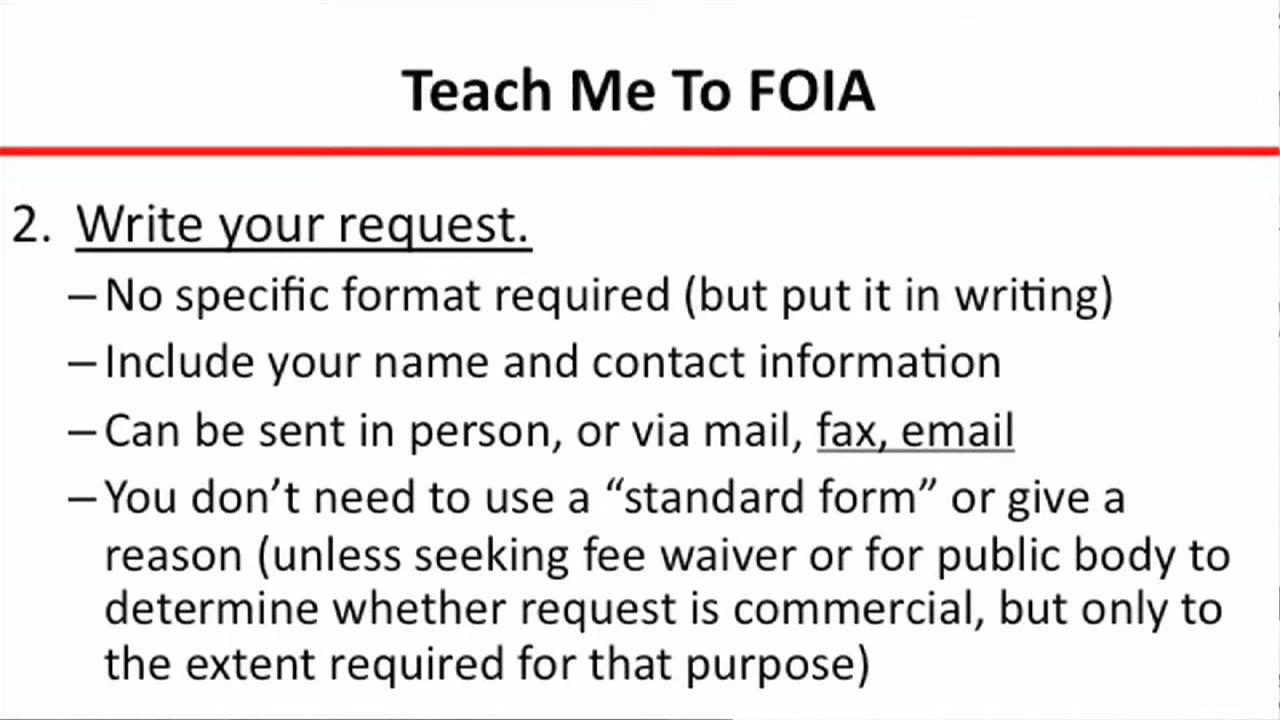 Teach Me To FOIA
2. Write your request.
– No specific format required (but put it in writing)
– Include your name and contact information
– Can be sent in person, or via mail, fax, email
– You don’t need to use a “standard form” or give a
reason (unless seeking fee waiver or for public body to
determine whether request is commercial, but only to
the extent required for that purpose)